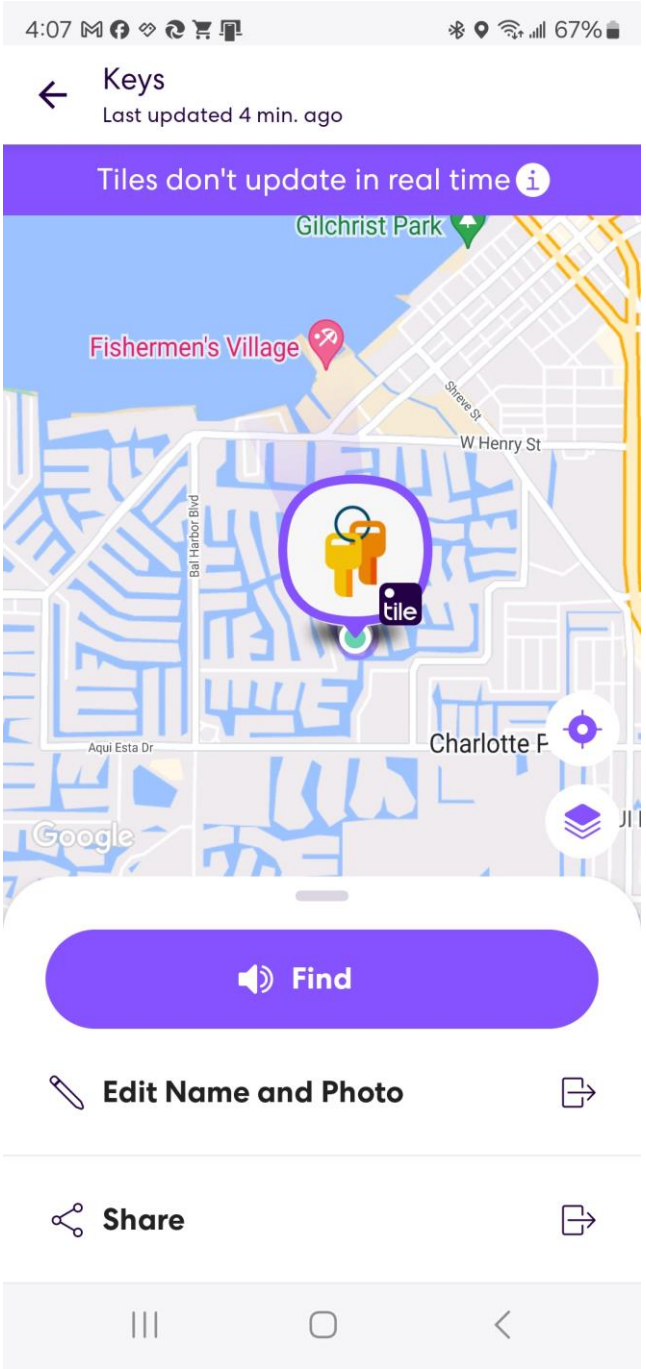 4:07 67%
Keys
Last updated 4 min. ago
Tiles don't update in real time i
Gilchrist Park
Fishermen's Village
Shreve St
W Henry St
Bal Harbor Blvd
tile
Aqui Esta Dr
Charlotte P
Google
Find
Edit Name and Photo
Share